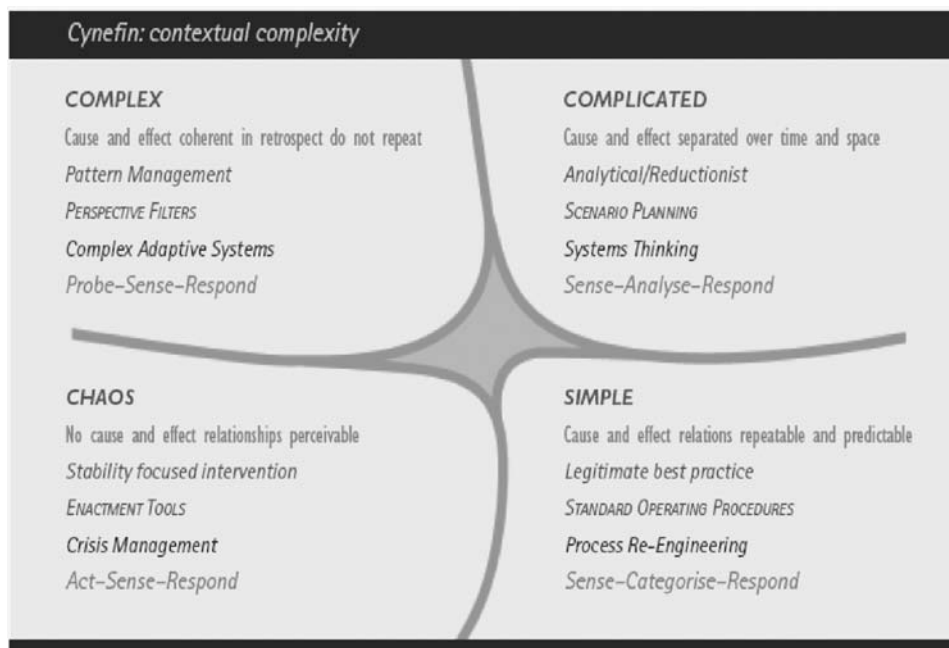 Cynefin: contextual complexity
COMPLEX
Cause and effect coherent in retrospect do not repeat
Pattern Management
PERSPECTIVE FILTERS
Complex Adaptive Systems
Probe–Sense–Respond
COMPLICATED
Cause and effect separated over time and space
Analytical/Reductionist
SCENARIO PLANNING
Systems Thinking
Sense–Analyse–Respond
CHAOS
No cause and effect relationships perceivable
Stability focused intervention
ENACTMENT TOOLS
Crisis Management
Act–Sense–Respond
SIMPLE
Cause and effect relations repeatable and predictable
Legitimate best practice
STANDARD OPERATING PROCEDURES
Process Re-Engineering
Sense–Categorise–Respond